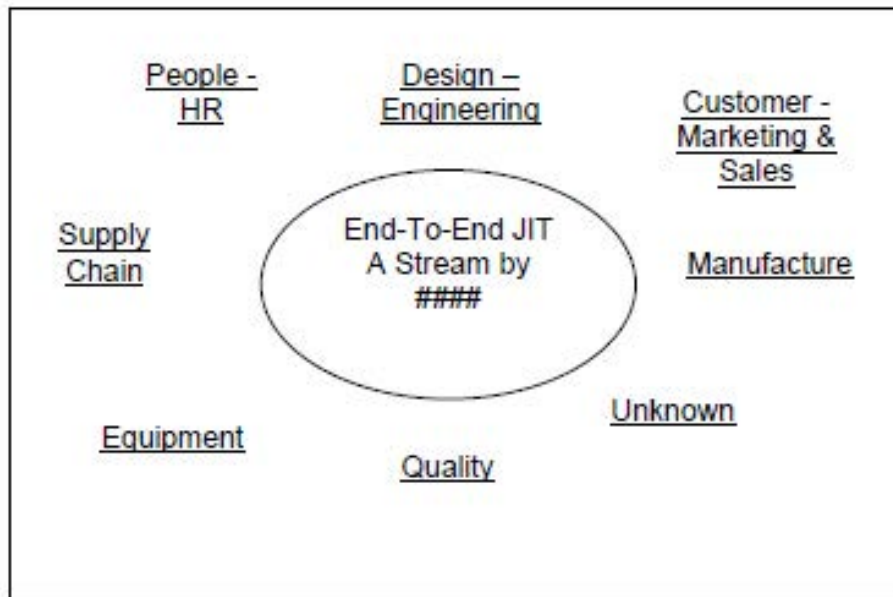 People -
HR
Design –
Engineering
Customer -
Marketing &
Sales
Supply
Chain
End-To-End JIT
A Stream by
####
Manufacture
Equipment
Quality
Unknown